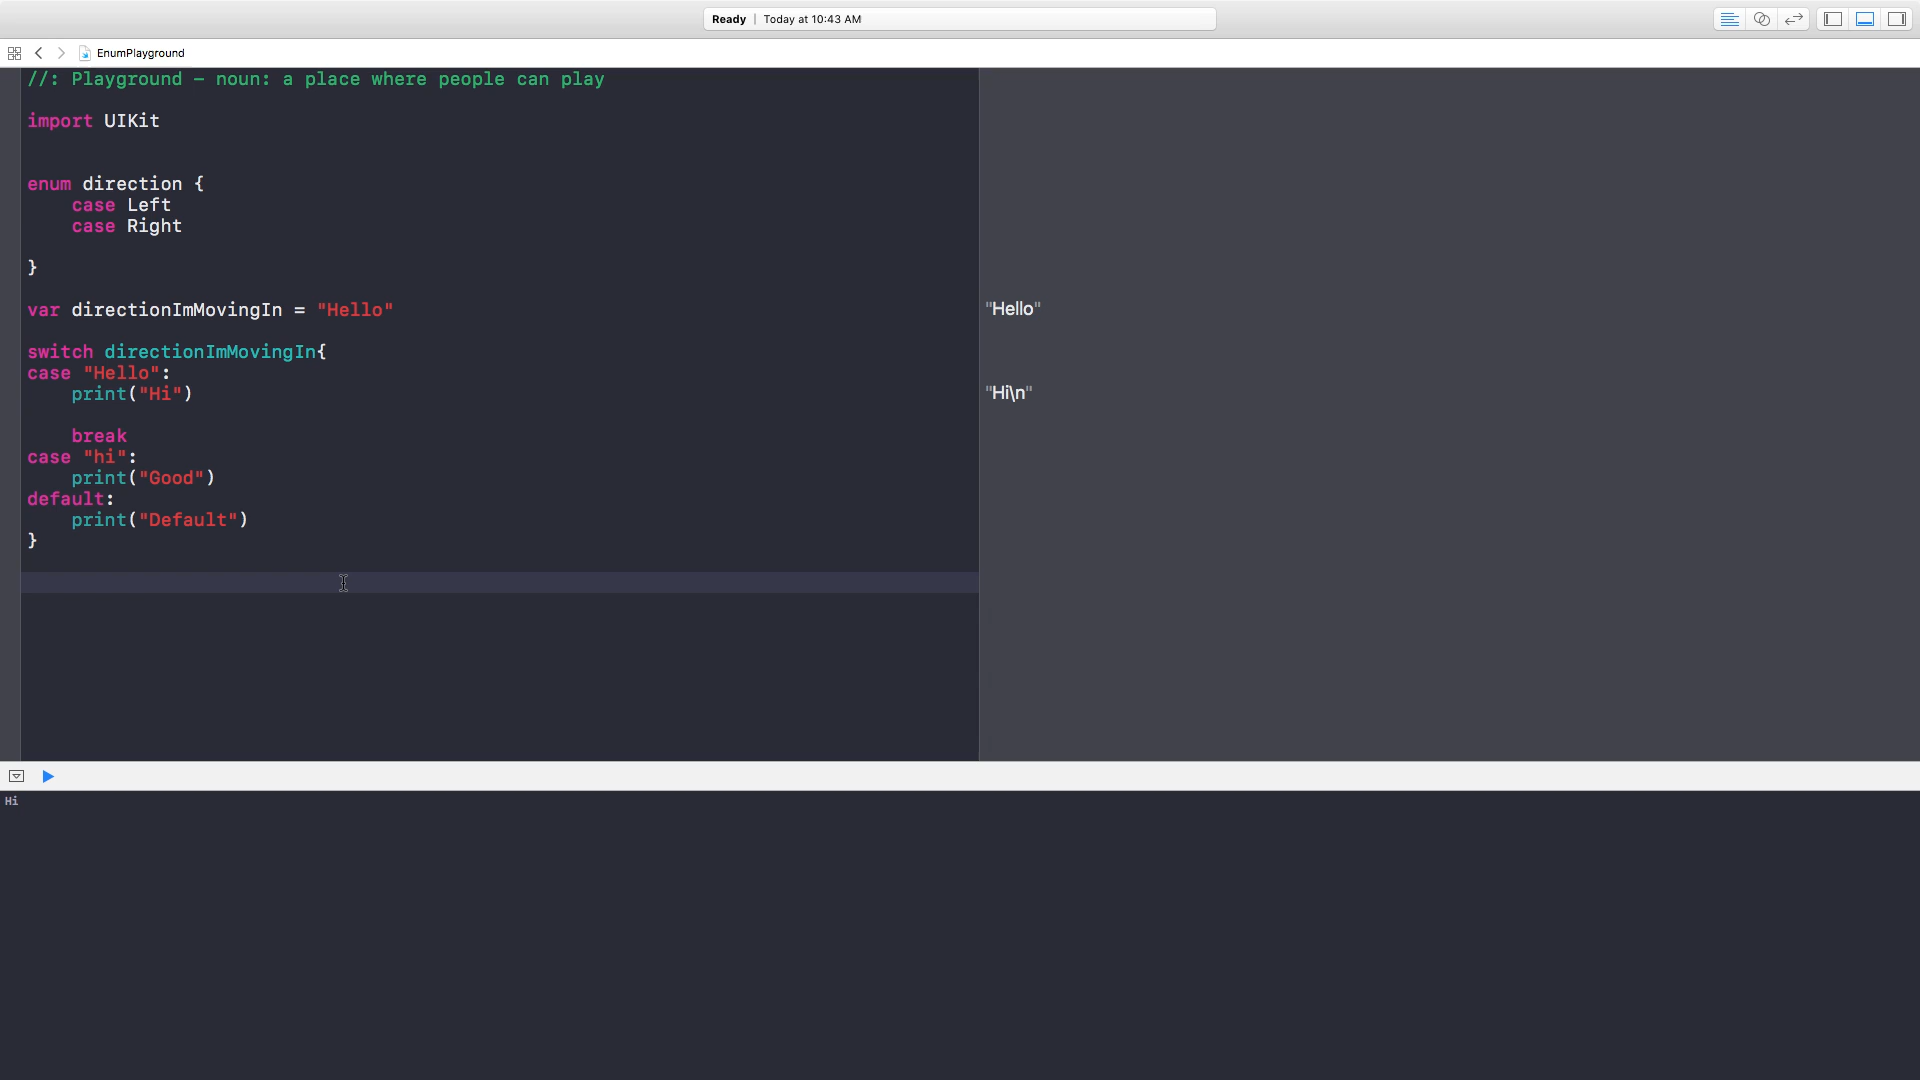 Ready | Today at 10:43 AM
EnumPlayground
//: Playground – noun: a place where people can play
import UIKit
enum direction {
    case Left
    case Right
}
var directionImMovingIn = "Hello"
"Hello"
switch directionImMovingIn{
case "Hello":
    print("Hi")
"Hi\n"
    break
case "hi":
    print("Good")
default:
    print("Default")
}
Hi